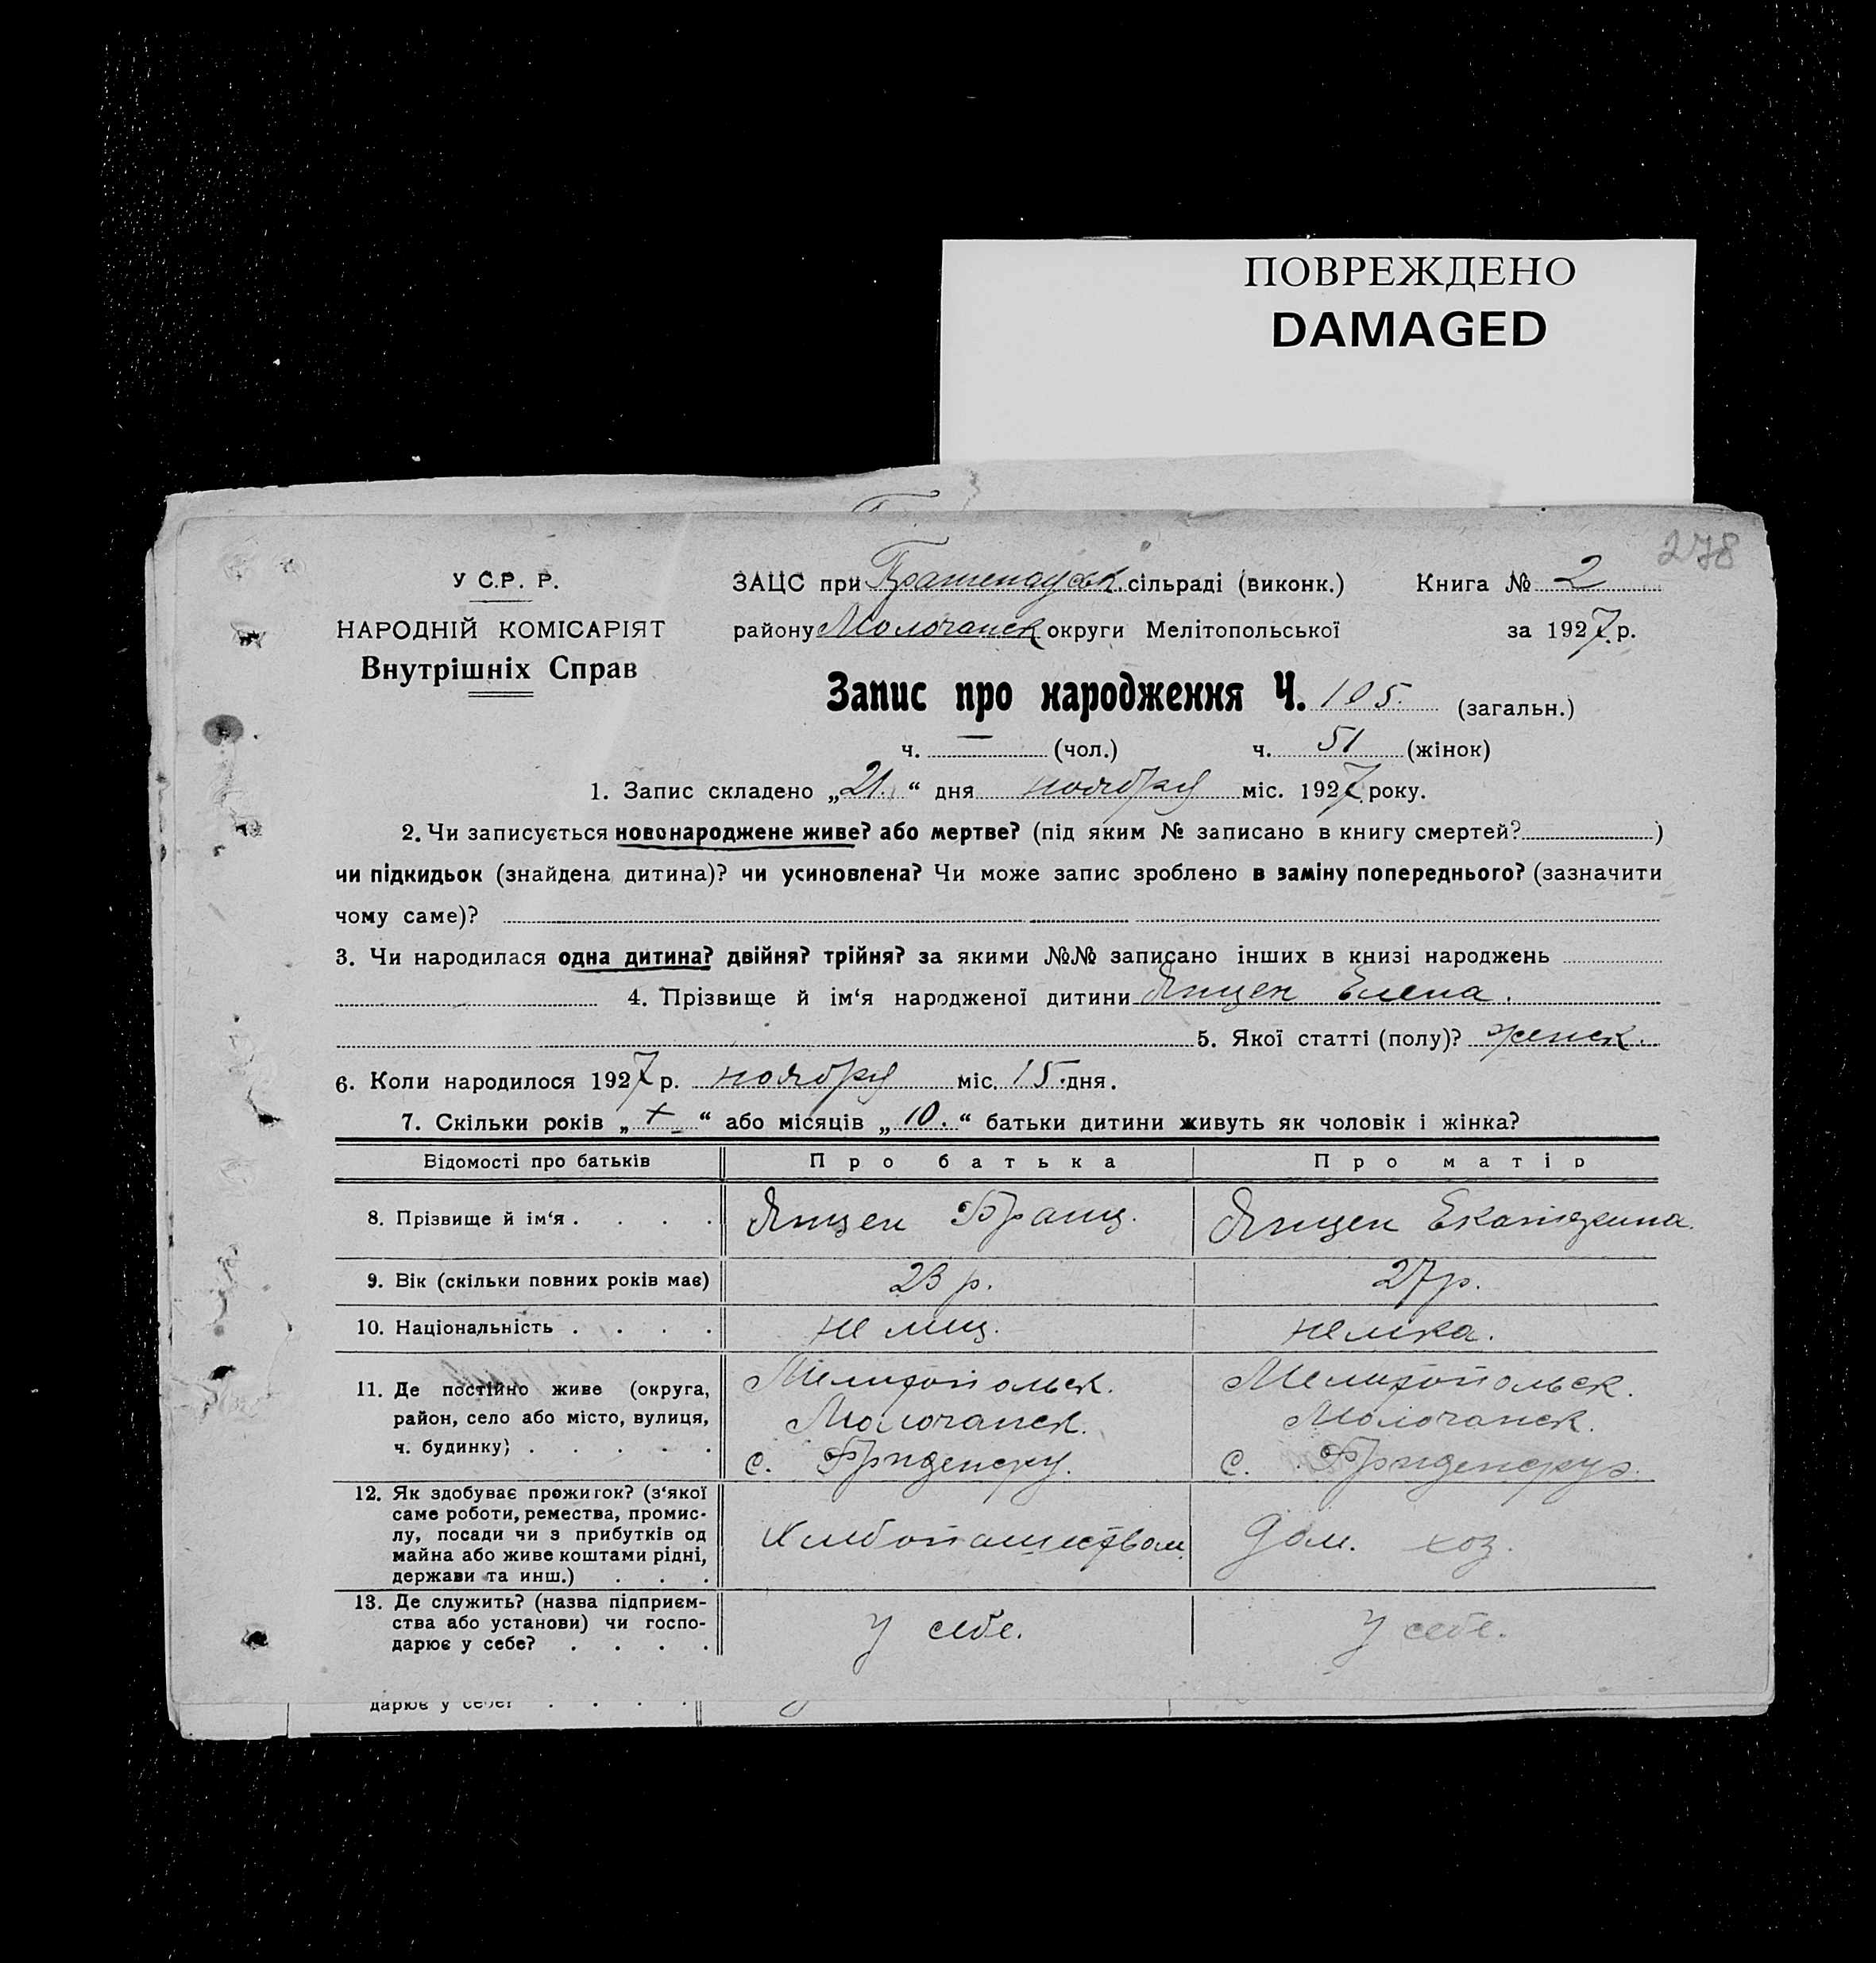 ПОВРЕЖДЕНО
DAMAGED
278
У С.Р. Р.
НАРОДНІЙ КОМІСАРІЯТ
Внутрішніх Справ
ЗАЦС при сільраді (виконк.) Книга № 2
району Молочанск округи Мелітопольської за 1927 р.
Запис про народження Ч. 105. (загальн.)
ч. — (чол.) ч. 51 (жінок)
1. Запис складено „21.“ дня ноября міс. 1927 року.
2. Чи записується новонароджене живе? або мертве? (під яким № записано в книгу смертей? )
чи підкидьок (знайдена дитина)? чи усиновлена? Чи може запис зроблено в заміну попереднього? (зазначити
чому саме)?
3. Чи народилася одна дитина? двійня? трійня? за якими №№ записано інших в книзі народжень
4. Прізвище й ім‘я народженої дитини Янцен Елена.
5. Якої статті (полу)? женск.
6. Коли народилося 1927 р. ноября міс. 15 дня.
7. Скільки років „+“ або місяців „10.“ батьки дитини живуть як чоловік і жінка?
Відомості про батьків Про батька Про матір
8. Прізвище й ім‘я . . . . Янцен Франц. Янцен Екатерина.
9. Вік (скільки повних років має) 23 р. 27 р.
10. Національність . . . . немец. немка.
11. Де постійно живе (округа,
район, село або місто, вулиця,
ч. будинку) . . . . .
Мелитопольск. Мелитопольск.
Молочанск. Молочанск.
с. Фриденсру. с. Фриденсруэ.
12. Як здобуває прожиток? (з‘якої
саме роботи, ремества, промис-
лу, посади чи з прибутків од
майна або живе коштами рідні,
держави та инш.) . . .
Хлебопашеством Дом. хоз.
13. Де служить? (назва підприєм-
ства або установи) чи госпо-
дарює у себе? . . . .
У себе. У себе.
дарює у себе? . . . .